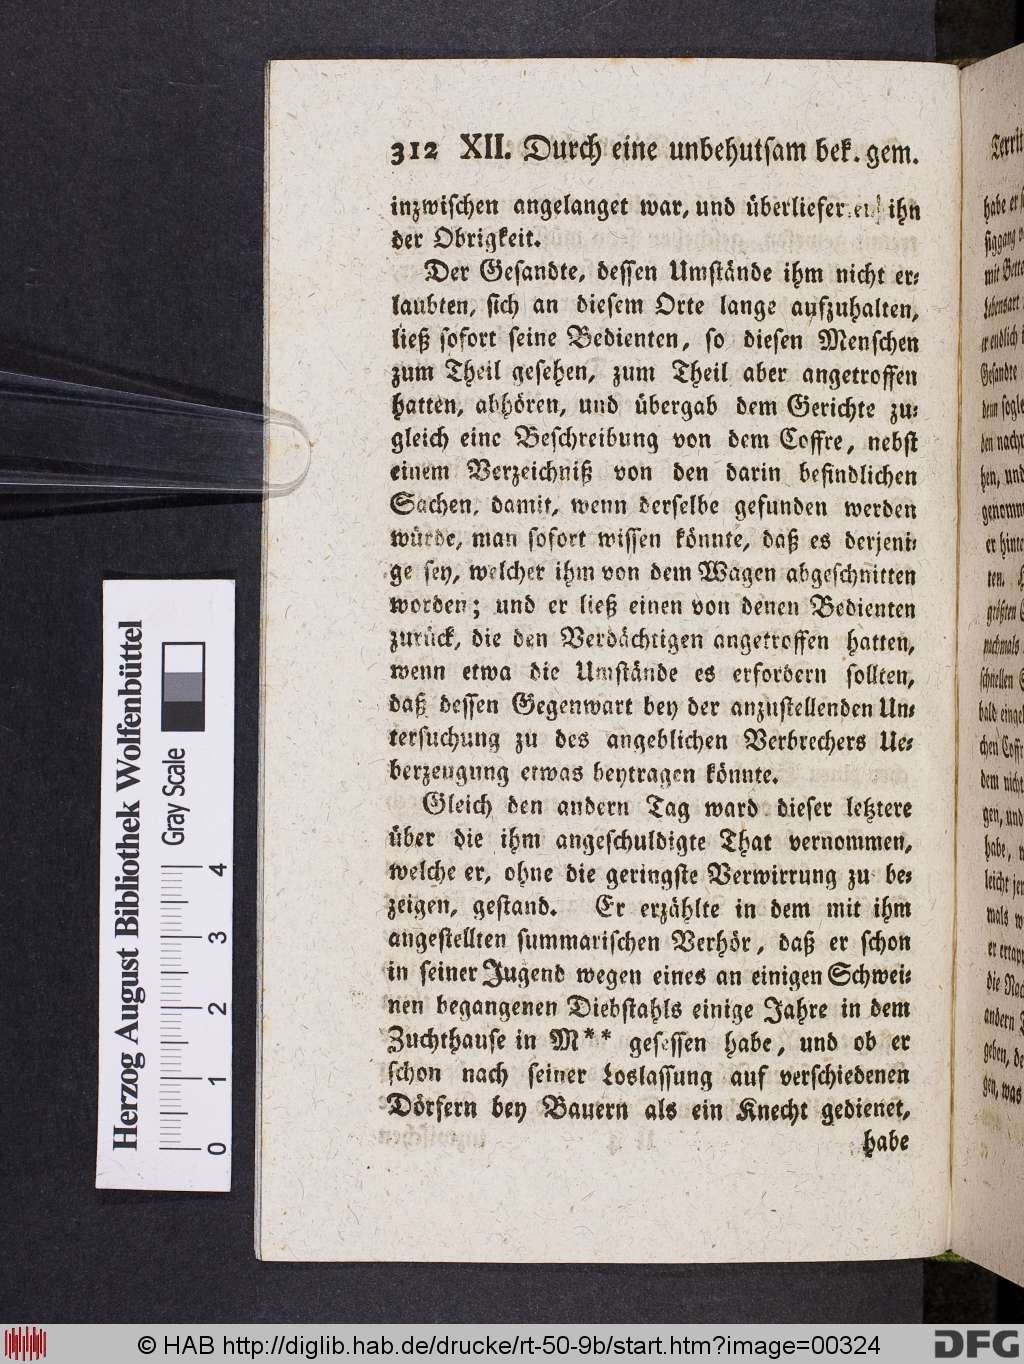 312 XII. Durch eine unbehutsam bek. gem.
inzwischen angelanget war, und überlieferten ihn
der Obrigkeit.
Der Gesandte, dessen Umstände ihm nicht er-
laubten, sich an diesem Orte lange aufzuhalten,
ließ sofort seine Bedienten, so diesen Menschen
zum Theil gesehen, zum Theil aber angetroffen
hatten, abhören, und übergab dem Gerichte zu-
gleich eine Beschreibung von dem Coffre, nebst
einem Verzeichniß von den darin befindlichen
Sachen, damit, wenn derselbe gefunden werden
würde, man sofort wissen könnte, daß es derjeni-
ge sey, welcher ihm von dem Wagen abgeschnitten
worden; und er ließ einen von denen Bedienten
zurück, die den Verdächtigen angetroffen hatten,
wenn etwa die Umstände es erfordern sollten,
daß dessen Gegenwart bey der anzustellenden Un-
tersuchung zu des angeblichen Verbrechers Ue-
berzeugung etwas beytragen könnte.
Gleich den andern Tag ward dieser letztere
über die ihm angeschuldigte That vernommen,
welche er, ohne die geringste Verwirrung zu be-
zeigen, gestand. Er erzählte in dem mit ihm
angestellten summarischen Verhör, daß er schon
in seiner Jugend wegen eines an einigen Schwei-
nen begangenen Diebstahls einige Jahre in dem
Zuchthause in M** gesessen habe, und ob er
schon nach seiner Loslassung auf verschiedenen
Dörfern bey Bauern als ein Knecht gedienet,
habe
Herzog August Bibliothek Wolfenbüttel
Gray Scale
0 1 2 3 4
© HAB http://diglib.hab.de/drucke/rt-50-9b/start.htm?image=00324
DFG